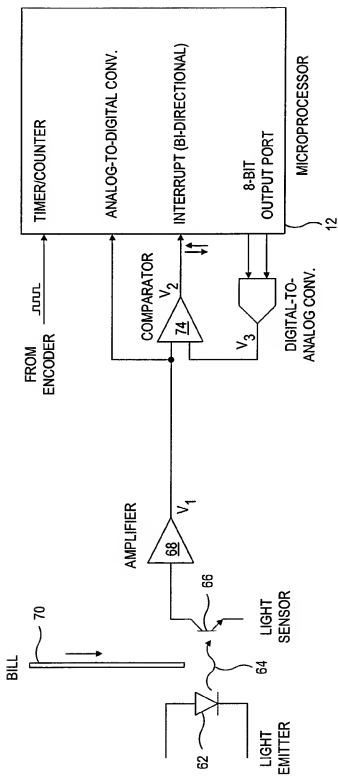 BILL
70
LIGHT
EMITTER
62
64
66
LIGHT
SENSOR
AMPLIFIER
68
V1
FROM
ENCODER
COMPARATOR
74
V2
V3
DIGITAL-TO-
ANALOG CONV.
TIMER/COUNTER
ANALOG-TO-DIGITAL CONV.
INTERRUPT (BI-DIRECTIONAL)
8-BIT
OUTPUT PORT
12
MICROPROCESSOR